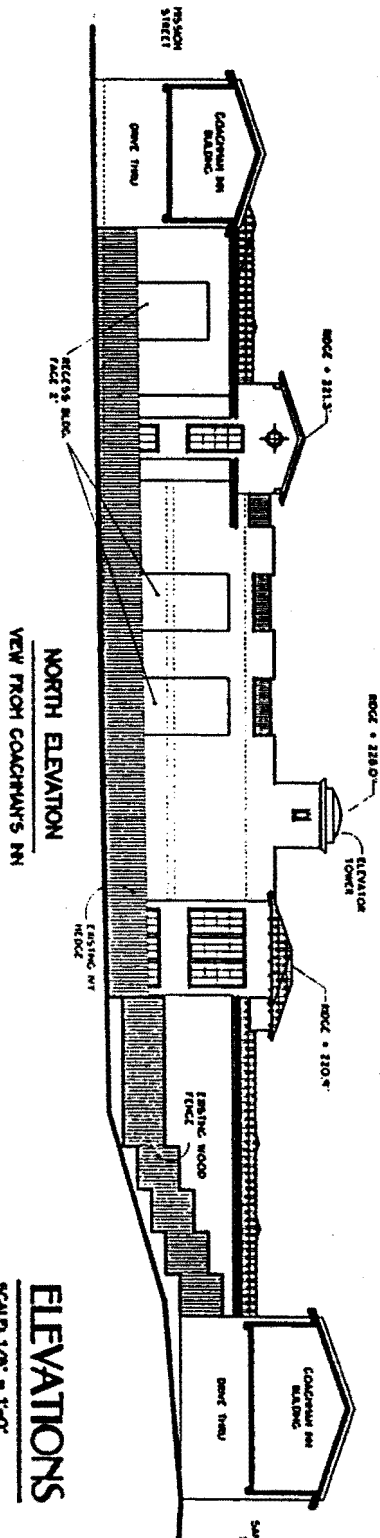 MISSION
STREET
COACHMAN INN
BUILDING
DRIVE THRU
RIDGE + 221.3'
RECESS BLDG.
FACE 2"
RIDGE + 228.0'
ELEVATOR
TOWER
RIDGE + 220.9'
EXISTING IVY
HEDGE
EXISTING WOOD
FENCE
COACHMAN INN
BUILDING
DRIVE THRU
NORTH ELEVATION
VIEW FROM COACHMAN'S INN
ELEVATIONS